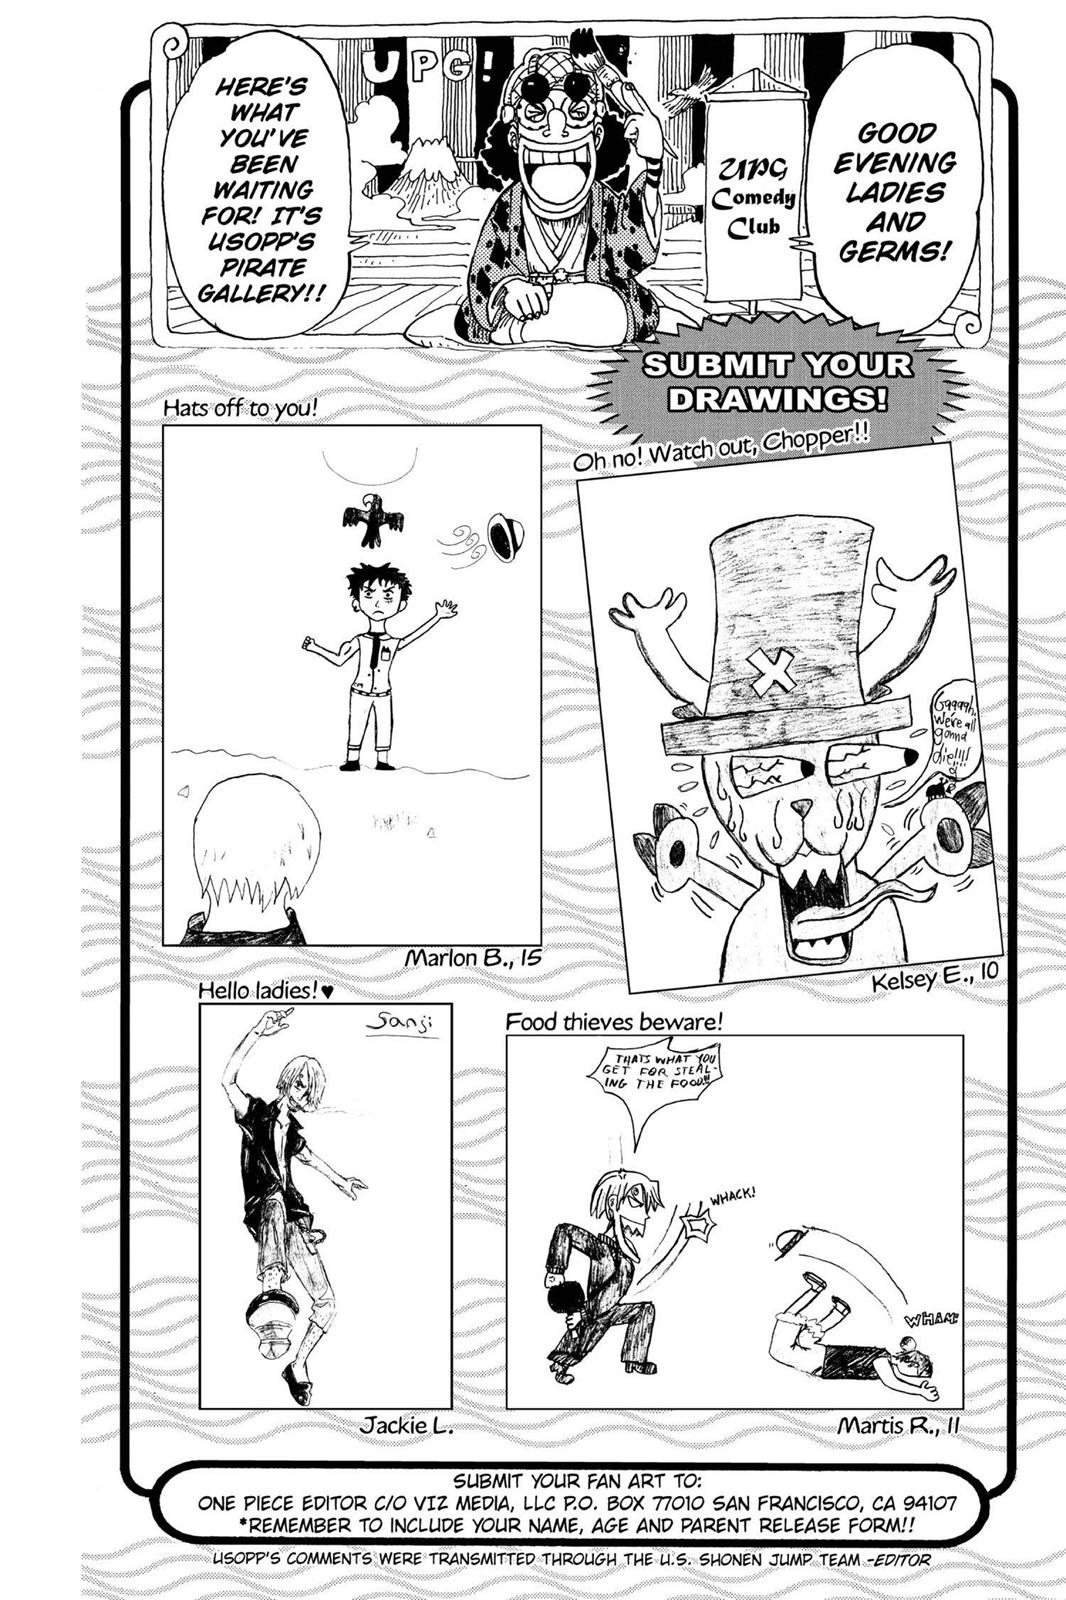 HERE'S
WHAT
YOU'VE
BEEN
WAITING
FOR! IT'S
USOPP'S
PIRATE
GALLERY!!
UPG!
UPG
Comedy
Club
GOOD
EVENING
LADIES
AND
GERMS!
SUBMIT YOUR
DRAWINGS!
Hats off to you!
Marlon B., 15
Oh no! Watch out, Chopper!!
Gaaaah,
we're all
gonna
die!!!!
Kelsey E., 10
Hello ladies!♥
Sanji
Jackie L.
Food thieves beware!
THATS WHAT YOU
GET FOR STEAL-
ING THE FOOD!!!
WHACK!
WHAM!
Martis R., 11
SUBMIT YOUR FAN ART TO:
ONE PIECE EDITOR C/O VIZ MEDIA, LLC P.O. BOX 77010 SAN FRANCISCO, CA 94107
*REMEMBER TO INCLUDE YOUR NAME, AGE AND PARENT RELEASE FORM!!
USOPP'S COMMENTS WERE TRANSMITTED THROUGH THE U.S. SHONEN JUMP TEAM -EDITOR